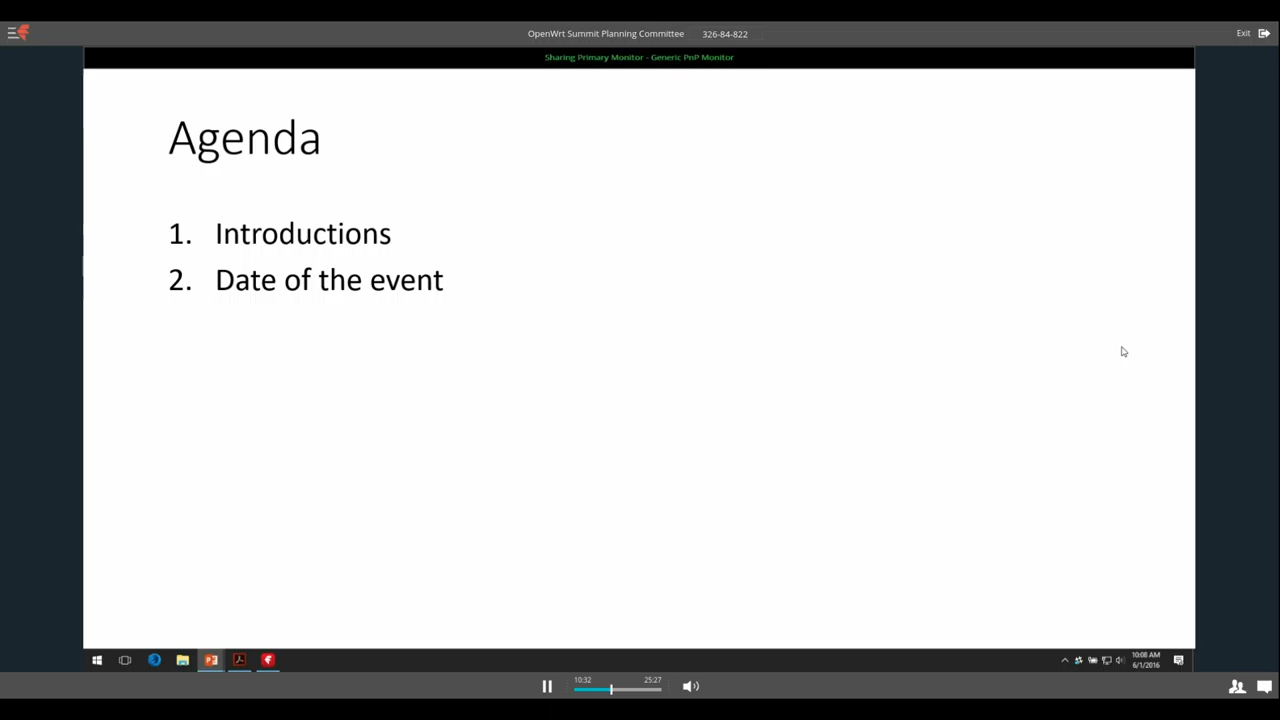 OpenWrt Summit Planning Committee 326-84-822
Exit
Sharing Primary Monitor - Generic PnP Monitor
Agenda
1. Introductions
2. Date of the event
10:08 AM
6/1/2016
10:32
25:27